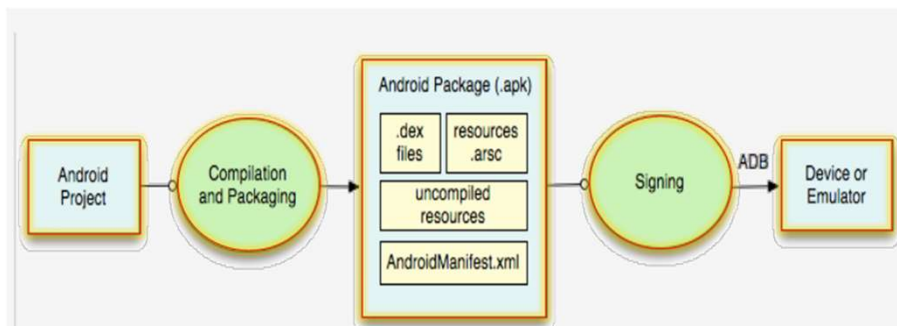 Android
Project
Compilation
and Packaging
Android Package (.apk)
.dex
files
resources
.arsc
uncompiled
resources
AndroidManifest.xml
Signing
ADB
Device or
Emulator